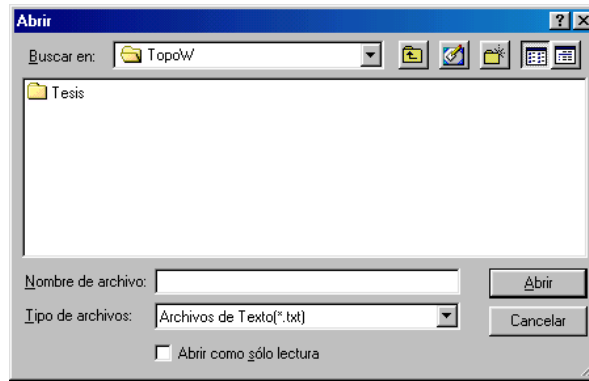 Abrir
Buscar en: TopoW
Tesis
Nombre de archivo: Abrir
Tipo de archivos: Archivos de Texto(*.txt) Cancelar
Abrir como sólo lectura